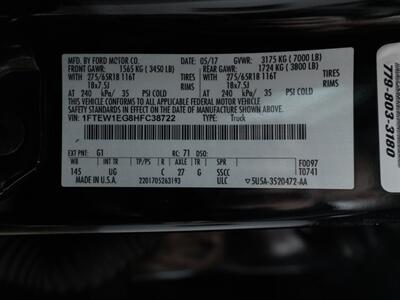 MFD. BY FORD MOTOR CO. DATE: 05/17 GVWR: 3175 KG ( 7000 LB)
FRONT GAWR: 1565 KG ( 3450 LB) REAR GAWR: 1724 KG ( 3800 LB)
WITH 275/65R18 116T TIRES WITH 275/65R18 116T TIRES
18x7.5J RIMS 18x7.5J RIMS
AT 240 kPa/ 35 PSI COLD AT 240 kPa/ 35 PSI COLD
THIS VEHICLE CONFORMS TO ALL APPLICABLE FEDERAL MOTOR VEHICLE
SAFETY STANDARDS IN EFFECT ON THE DATE OF MANUFACTURE SHOWN ABOVE.
VIN: 1FTEW1EG8HFC38722 TYPE: Truck
EXT PNT: G1 RC: 71 DSO: F0097
WB INT TR TP/PS R AXLE TR SPR T0741
145 UG C 27 G SSCC
MADE IN U.S.A. 2201705263193 ULC 5U5A-3520472-AA
779-803-3180